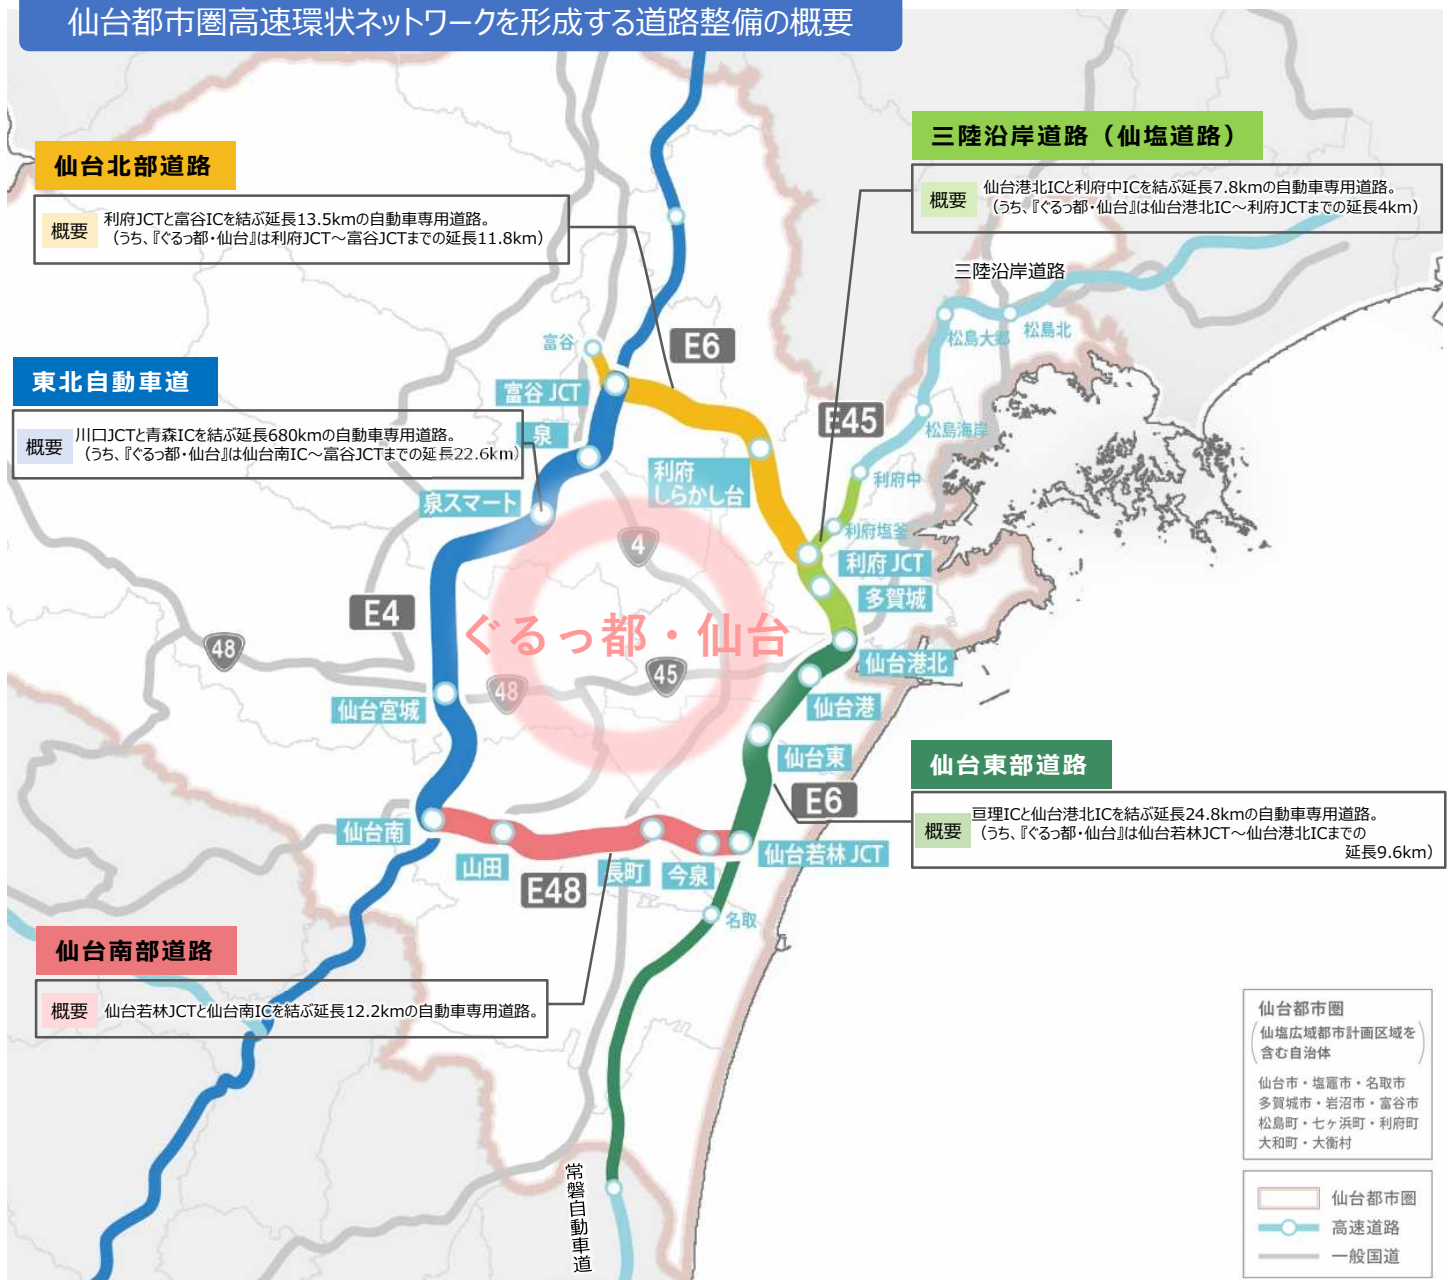 仙台都市圏高速環状ネットワークを形成する道路整備の概要
仙台北部道路
概要
利府JCTと富谷ICを結ぶ延長13.5kmの自動車専用道路。
（うち、『ぐるっ都・仙台』は利府JCT～富谷JCTまでの延長11.8km）
三陸沿岸道路（仙塩道路）
概要
仙台港北ICと利府中ICを結ぶ延長7.8kmの自動車専用道路。
（うち、『ぐるっ都・仙台』は仙台港北IC～利府JCTまでの延長4km）
三陸沿岸道路
松島大郷
松島北
富谷
E6
東北自動車道
概要
川口JCTと青森ICを結ぶ延長680kmの自動車専用道路。
（うち、『ぐるっ都・仙台』は仙台南IC～富谷JCTまでの延長22.6km）
富谷 JCT
泉
E45
松島海岸
利府
しらかし台
利府中
泉スマート
利府塩釜
4
利府 JCT
多賀城
E4
ぐるっ都・仙台
48
45
48
仙台港北
仙台宮城
仙台港
仙台東
E6
仙台東部道路
概要
亘理ICと仙台港北ICを結ぶ延長24.8kmの自動車専用道路。
（うち、『ぐるっ都・仙台』は仙台若林JCT～仙台港北ICまでの
延長9.6km）
仙台南
山田
E48
長町
今泉
仙台若林 JCT
名取
仙台南部道路
概要
仙台若林JCTと仙台南ICを結ぶ延長12.2kmの自動車専用道路。
常磐自動車道
仙台都市圏
（仙塩広域都市計画区域を
含む自治体）
仙台市・塩竈市・名取市
多賀城市・岩沼市・富谷市
松島町・七ヶ浜町・利府町
大和町・大衡村
仙台都市圏
高速道路
一般国道